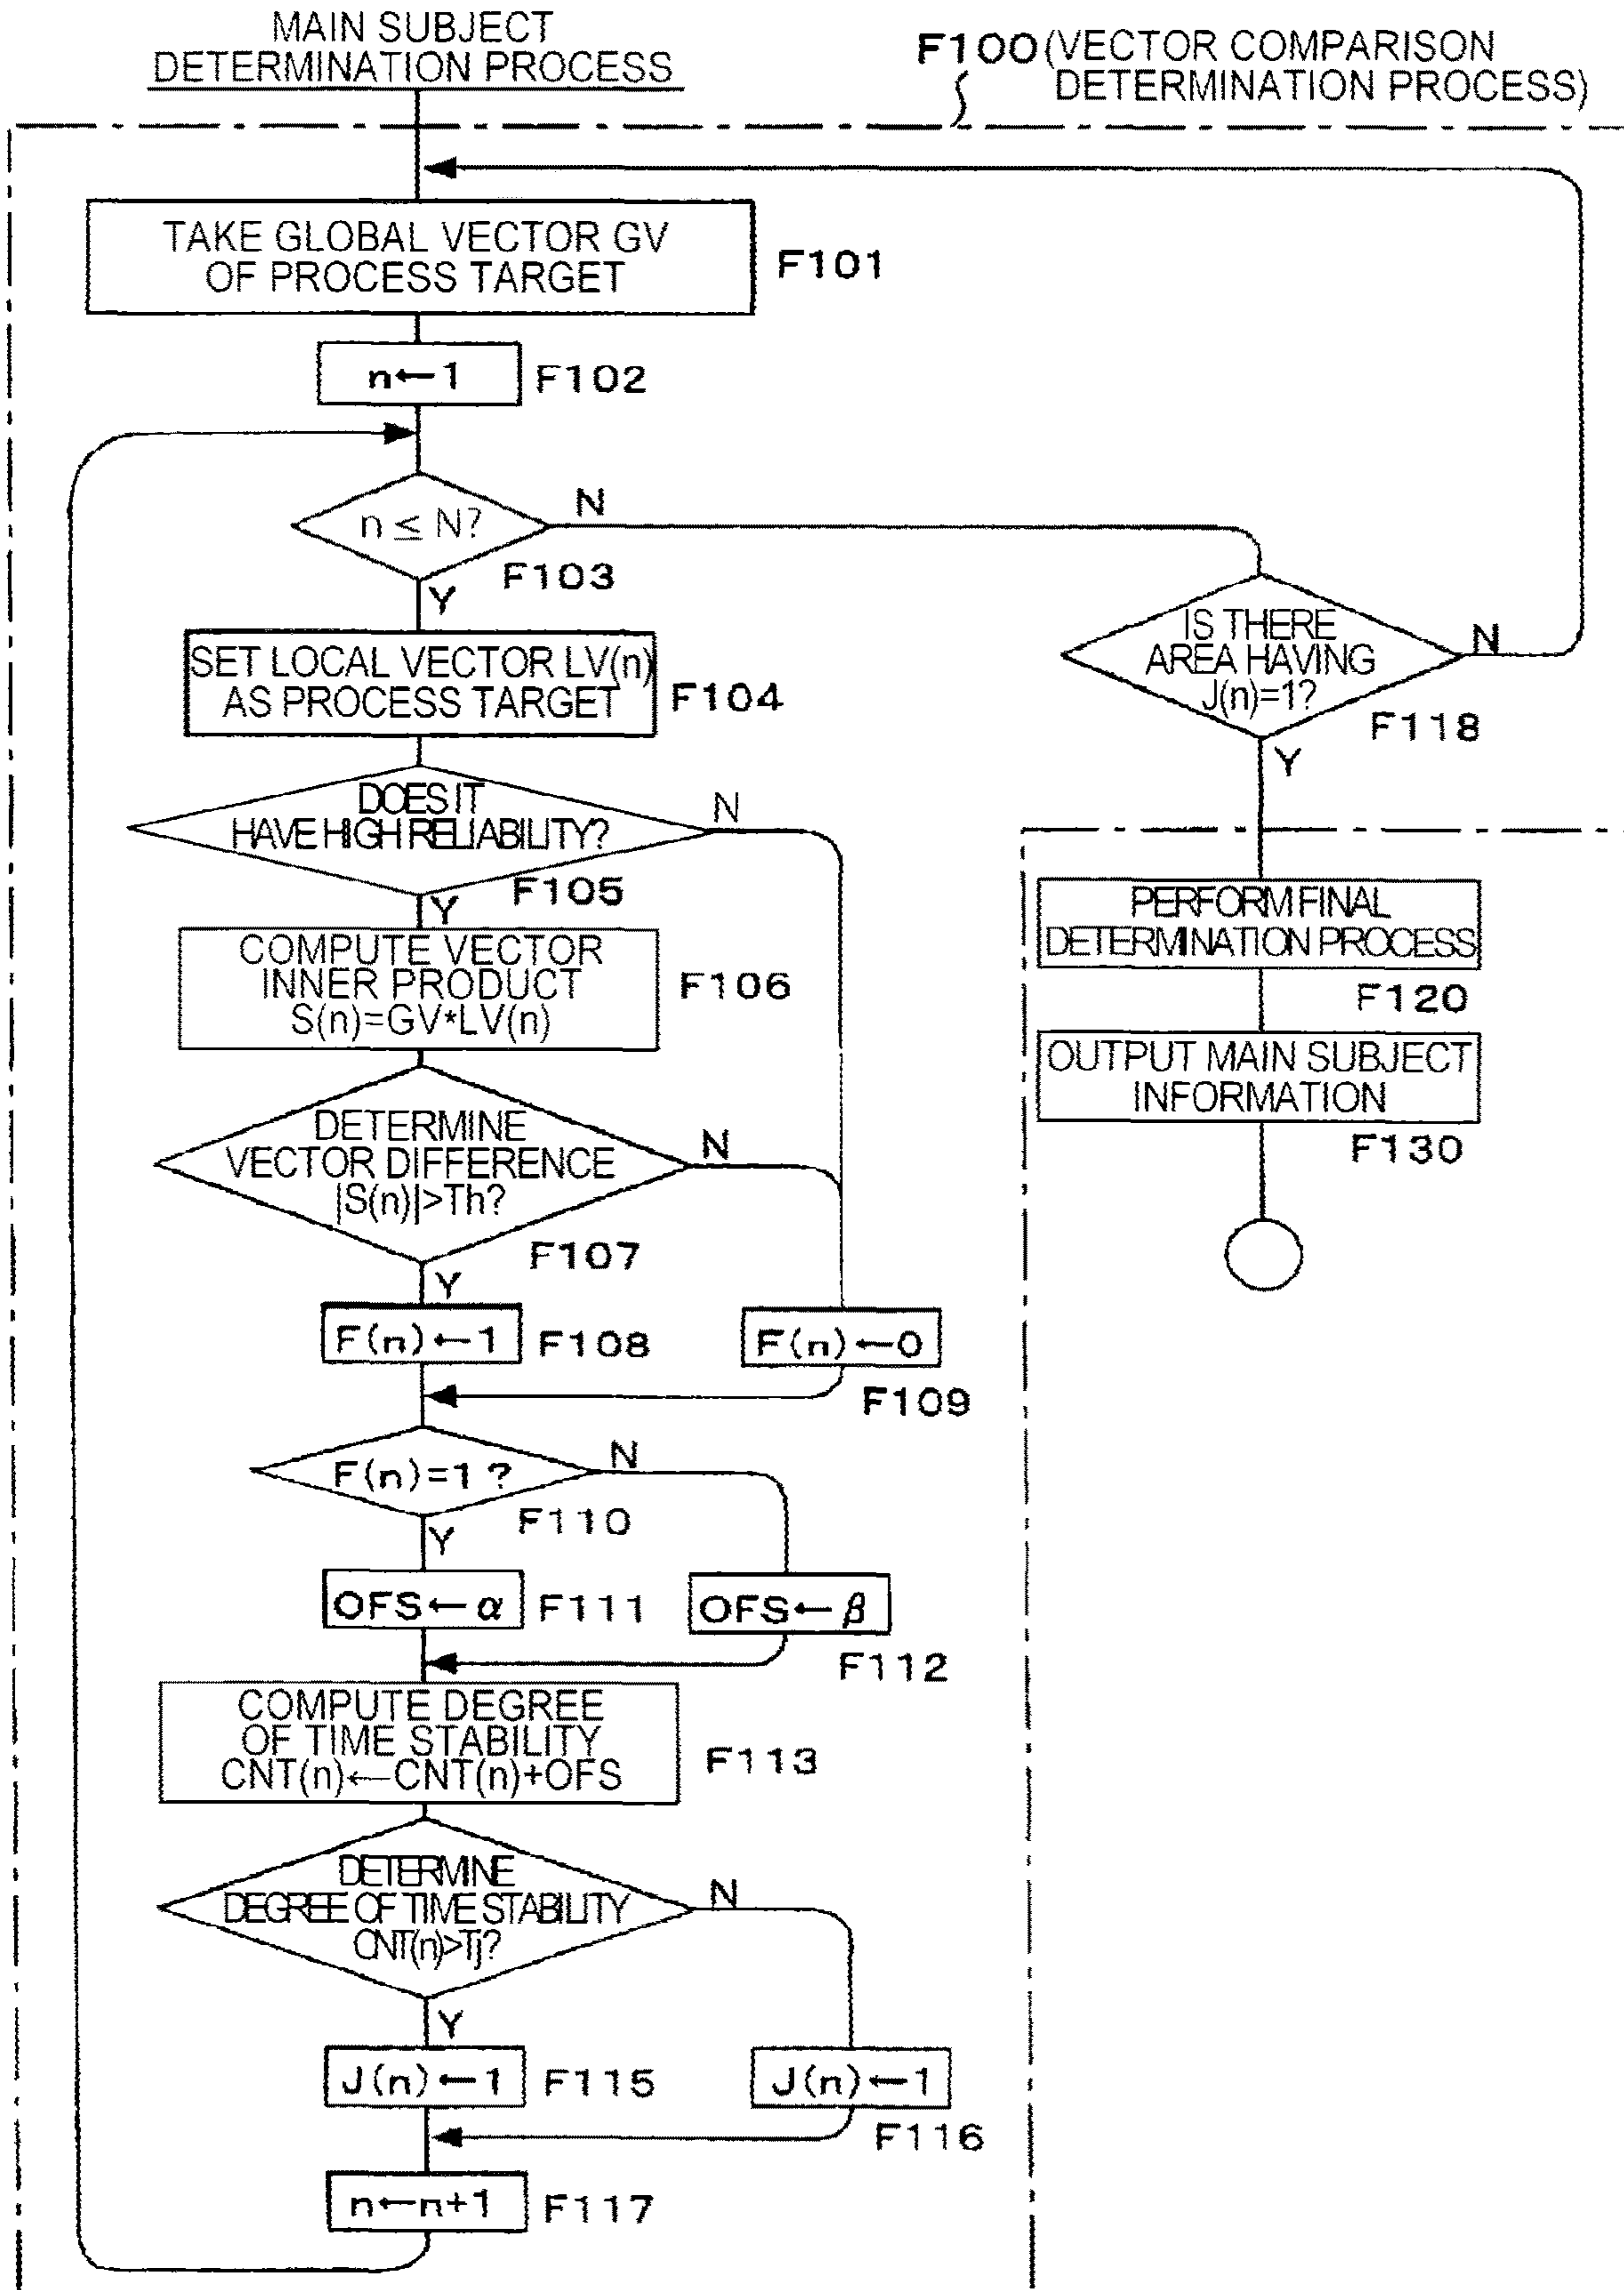 MAIN SUBJECT
DETERMINATION PROCESS
F100(VECTOR COMPARISON
DETERMINATION PROCESS)
TAKE GLOBAL VECTOR GV
OF PROCESS TARGET
F101
n←1
F102
n ≤ N?
N
F103
Y
SET LOCAL VECTOR LV(n)
AS PROCESS TARGET
F104
DOES IT
HAVE HIGH RELIABILITY?
N
F105
Y
COMPUTE VECTOR
INNER PRODUCT
S(n)=GV*LV(n)
F106
DETERMINE
VECTOR DIFFERENCE
|S(n)|>Th?
N
F107
Y
F(n)←1
F108
F(n)←0
F109
F(n)=1?
N
F110
Y
OFS←α
F111
OFS←β
F112
COMPUTE DEGREE
OF TIME STABILITY
CNT(n)←CNT(n)+OFS
F113
DETERMINE
DEGREE OF TIME STABILITY
CNT(n)>Tj?
N
Y
J(n)←1
F115
J(n)←1
F116
n←n+1
F117
IS THERE
AREA HAVING
J(n)=1?
N
F118
Y
PERFORM FINAL
DETERMINATION PROCESS
F120
OUTPUT MAIN SUBJECT
INFORMATION
F130